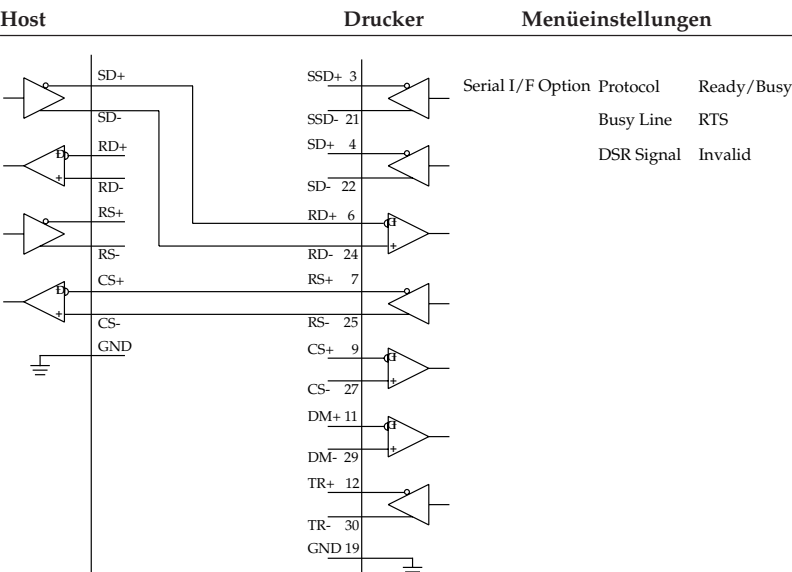 Host Drucker Menüeinstellungen
SD+ SSD+ 3 Serial I/F Option Protocol Ready/Busy
SD- SSD- 21 Busy Line RTS
RD+ SD+ 4 DSR Signal Invalid
RD- SD- 22
RS+ RD+ 6
RS- RD- 24
CS+ RS+ 7
CS- RS- 25
GND CS+ 9
CS- 27
DM+ 11
DM- 29
TR+ 12
TR- 30
GND 19